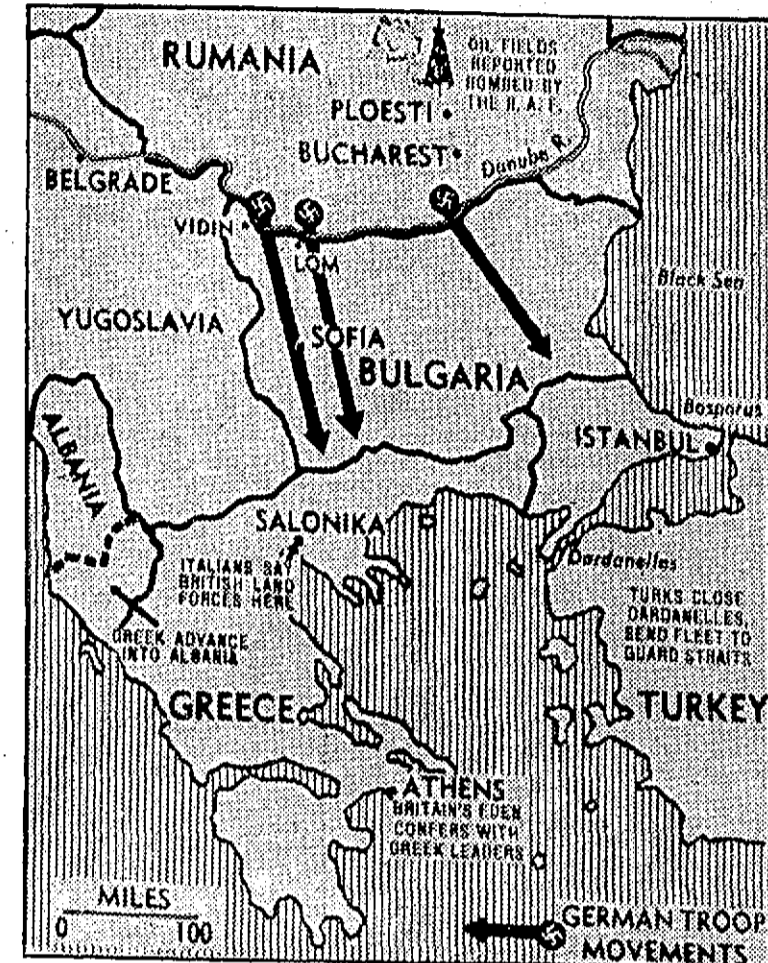 RUMANIA
OIL FIELDS
REPORTED
BOMBED BY
THE R. A. F.
PLOESTI
BUCHAREST
Danube R.
BELGRADE
VIDIN
LOM
Black Sea
YUGOSLAVIA
SOFIA
BULGARIA
Bosporus
ALBANIA
ISTANBUL
SALONIKA
ITALIANS SAY
BRITISH LAND
FORCES HERE
Dardanelles
TURKS CLOSE
DARDANELLES,
SEND FLEET TO
GUARD STRAITS
GREEK ADVANCE
INTO ALBANIA
GREECE
TURKEY
ATHENS
BRITAIN'S EDEN
CONFERS WITH
GREEK LEADERS
MILES
0 100
GERMAN TROOP
MOVEMENTS